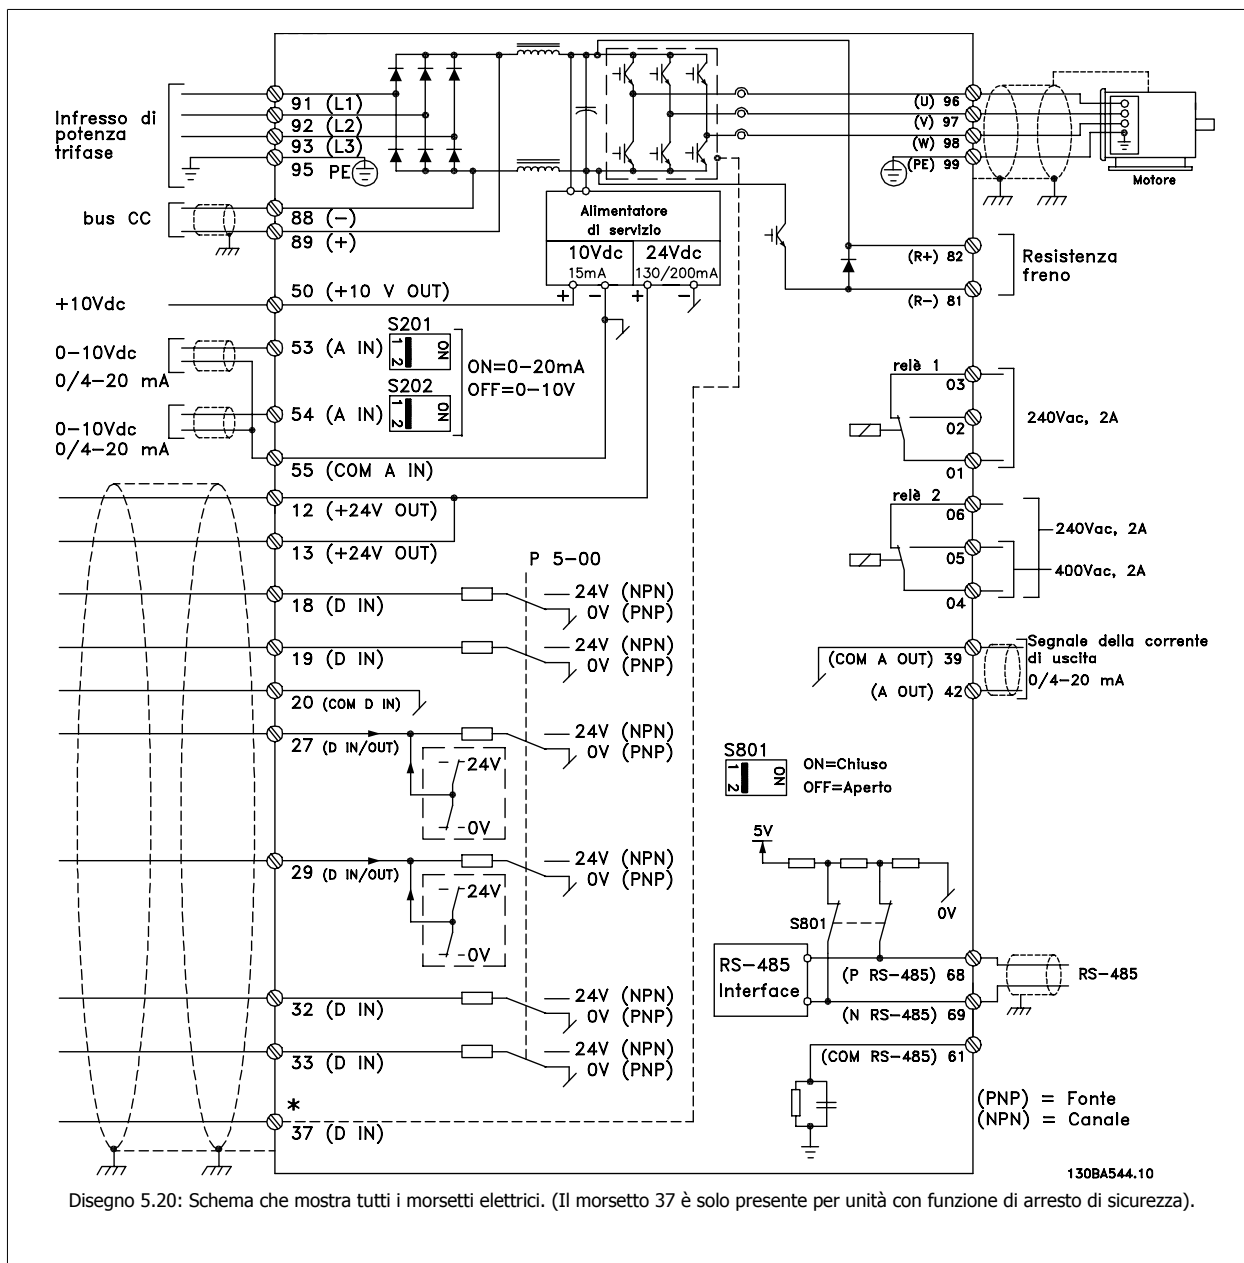 Infresso di
potenza
trifase
91 (L1)
92 (L2)
93 (L3)
95 PE
bus CC
88 (−)
89 (+)
+10Vdc
50 (+10 V OUT)
0−10Vdc
0/4−20 mA
53 (A IN)
S201
1 2
ON
S202
1 2
ON
ON=0−20mA
OFF=0−10V
0−10Vdc
0/4−20 mA
54 (A IN)
55 (COM A IN)
12 (+24V OUT)
13 (+24V OUT)
P 5-00
18 (D IN)
24V (NPN)
0V (PNP)
19 (D IN)
24V (NPN)
0V (PNP)
20 (COM D IN)
27 (D IN/OUT)
24V (NPN)
0V (PNP)
24V
0V
29 (D IN/OUT)
24V (NPN)
0V (PNP)
24V
0V
32 (D IN)
24V (NPN)
0V (PNP)
33 (D IN)
24V (NPN)
0V (PNP)
*
37 (D IN)
Alimentatore
di servizio
10Vdc
15mA
24Vdc
130/200mA
+ − + −
(U) 96
(V) 97
(W) 98
(PE) 99
Motore
(R+) 82
(R−) 81
Resistenza
freno
relè 1
03
02
01
240Vac, 2A
relè 2
06
05
04
240Vac, 2A
400Vac, 2A
(COM A OUT) 39
(A OUT) 42
Segnale della corrente
di uscita
0/4−20 mA
S801
1 2
ON
ON=Chiuso
OFF=Aperto
5V
0V
S801
RS−485
Interface
(P RS−485) 68
(N RS−485) 69
(COM RS−485) 61
RS−485
(PNP) = Fonte
(NPN) = Canale
130BA544.10
Disegno 5.20: Schema che mostra tutti i morsetti elettrici. (Il morsetto 37 è solo presente per unità con funzione di arresto di sicurezza).